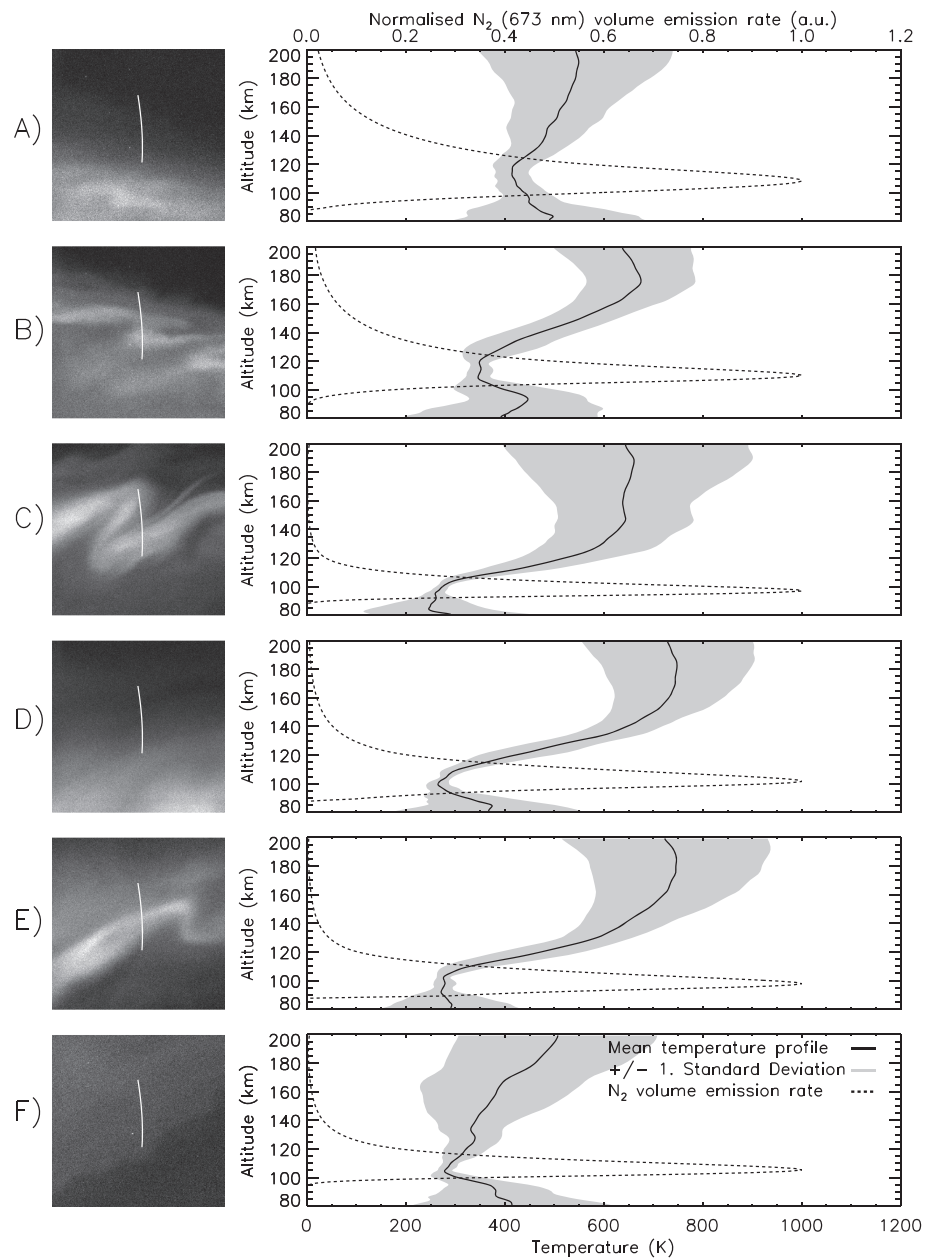 Normalised N₂ (673 nm) volume emission rate (a.u.)
0.0 0.2 0.4 0.6 0.8 1.0 1.2
A)
Altitude (km)
200
180
160
140
120
100
80
B)
Altitude (km)
200
180
160
140
120
100
80
C)
Altitude (km)
200
180
160
140
120
100
80
D)
Altitude (km)
200
180
160
140
120
100
80
E)
Altitude (km)
200
180
160
140
120
100
80
F)
Altitude (km)
200
180
160
140
120
100
80
Mean temperature profile
+/− 1. Standard Deviation
N₂ volume emission rate
0 200 400 600 800 1000 1200
Temperature (K)